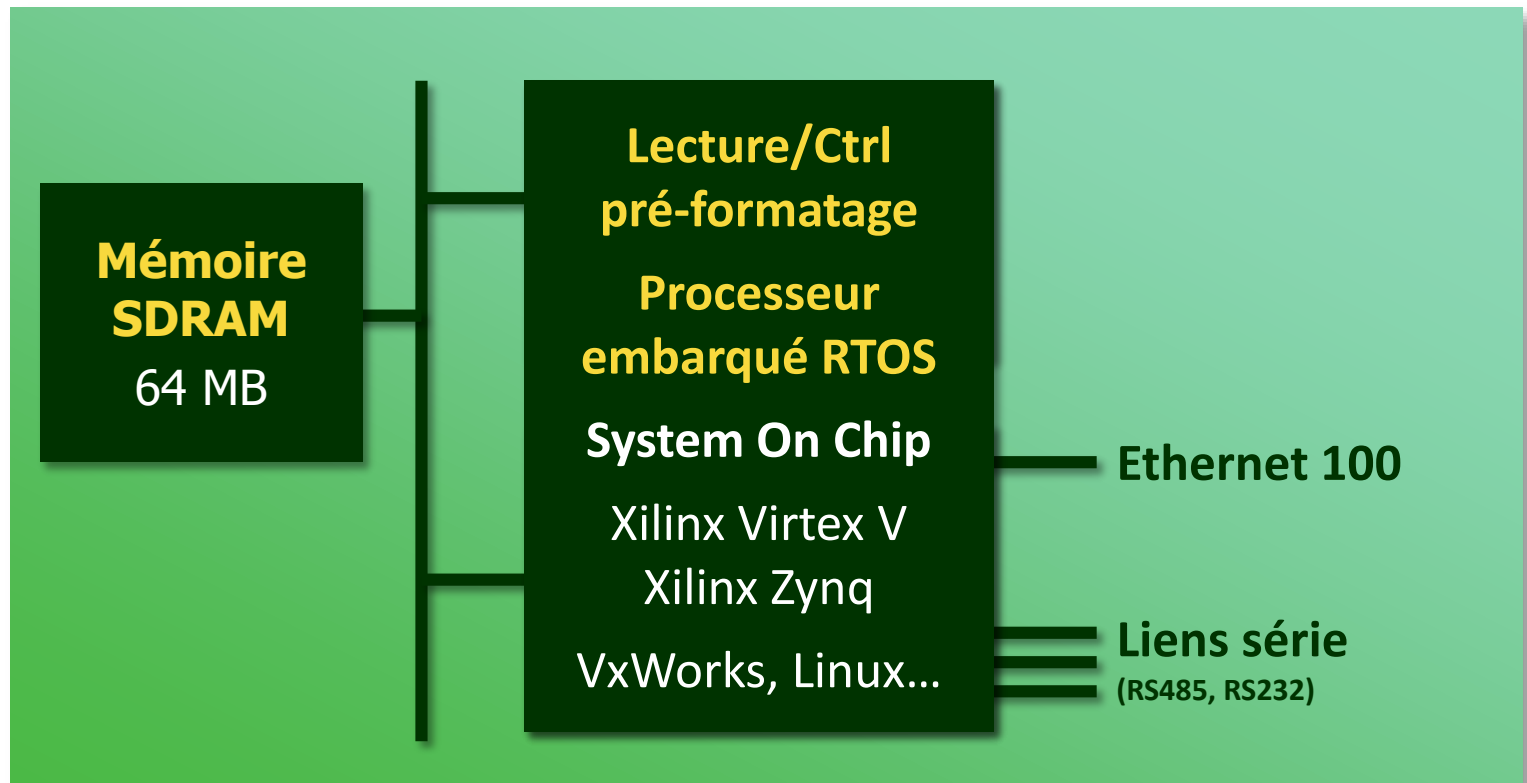 Mémoire
SDRAM
64 MB
Lecture/Ctrl
pré-formatage
Processeur
embarqué RTOS
System On Chip
Xilinx Virtex V
Xilinx Zynq
VxWorks, Linux...
Ethernet 100
Liens série
(RS485, RS232)